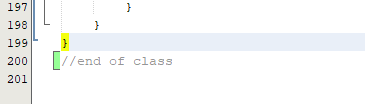 197 }
198 }
199 }
200 //end of class
201